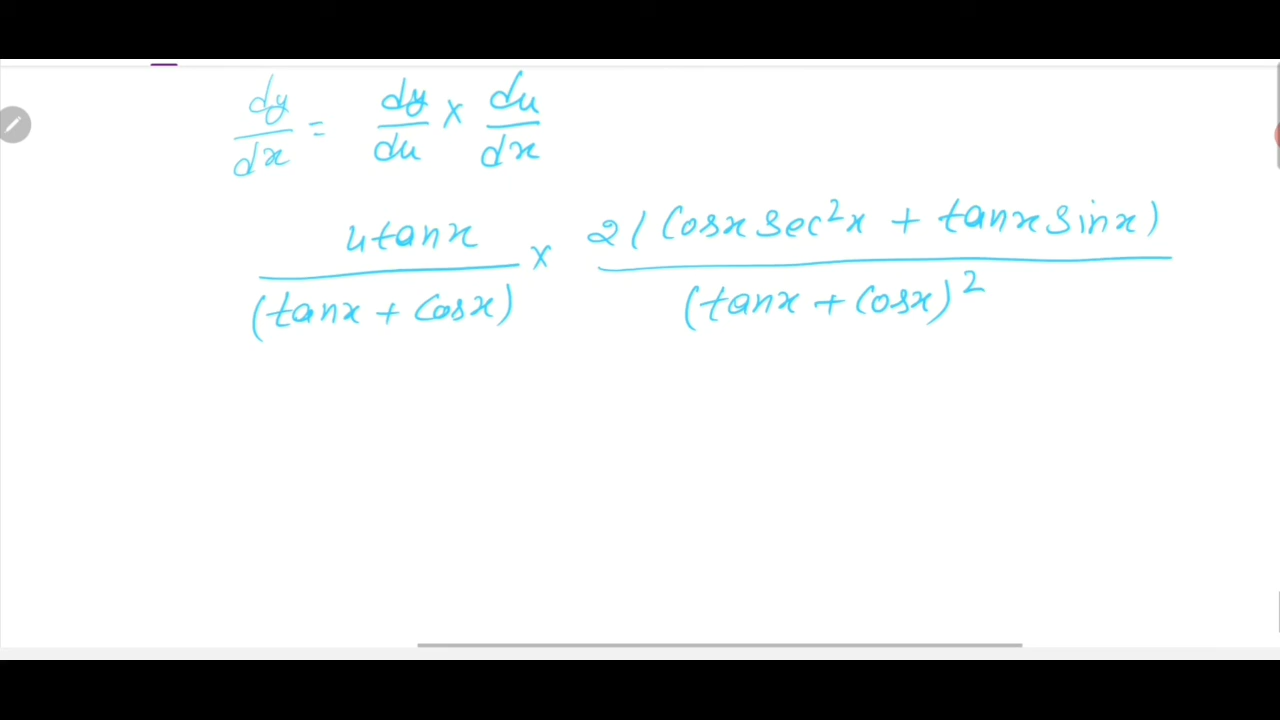 dy/dx = dy/du × du/dx
4tanx/(tanx + Cosx) × 2(Cosx Sec²x + tanx Sinx)/(tanx + Cosx)²